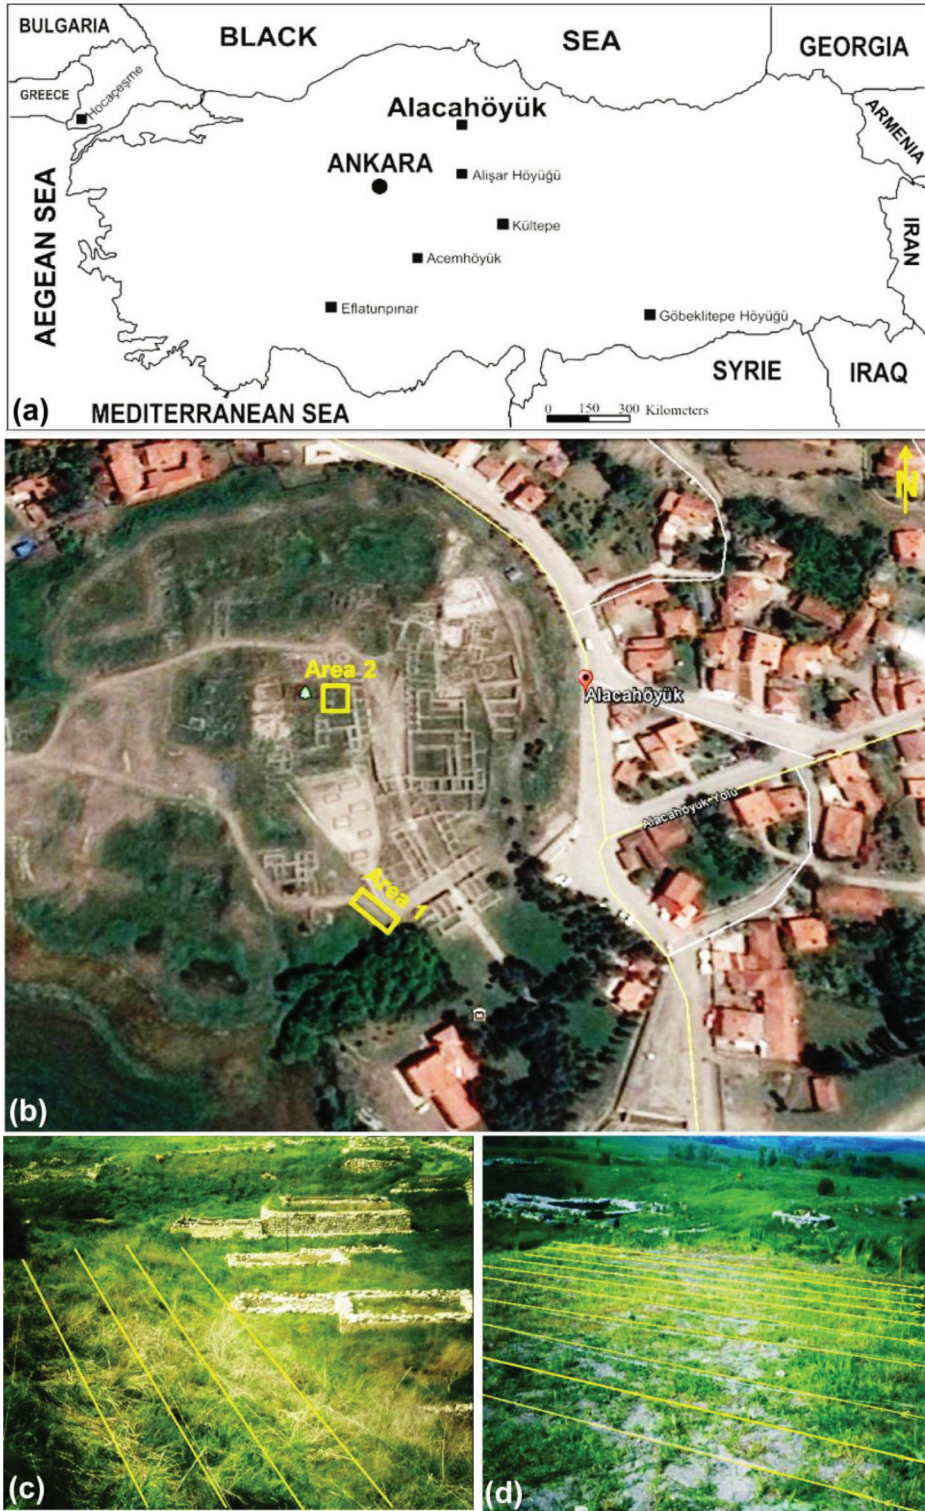 BULGARIA
BLACK SEA
GEORGIA
GREECE
Hocaçeşme
Alacahöyük
ARMENIA
ANKARA
Alişar Höyüğü
AEGEAN SEA
Kültepe
IRAN
Acemhöyük
Eflatunpınar
Göbeklitepe Höyüğü
SYRIE
IRAQ
(a)
MEDITERRANEAN SEA
0 150 300 Kilometers
N
Area 2
Alacahöyük
Alacahöyük Yolu
Area 1
M
(b)
(c)
(d)